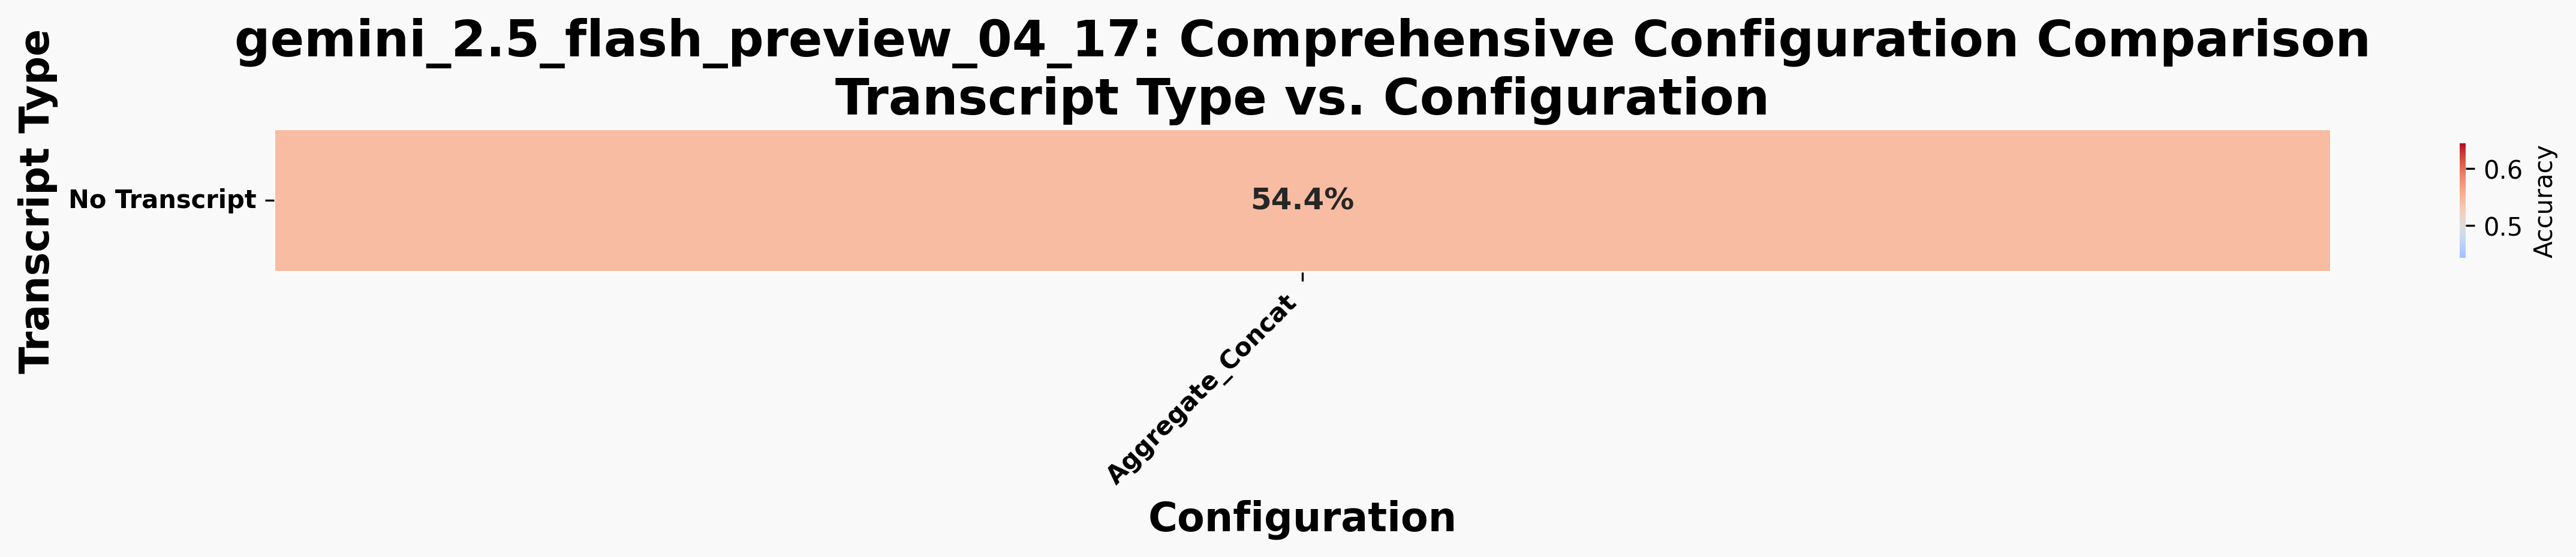 gemini_2.5_flash_preview_04_17: Comprehensive Configuration Comparison
Transcript Type vs. Configuration
Transcript Type
No Transcript
54.4%
0.6
0.5
Accuracy
Aggregate_Concat
Configuration